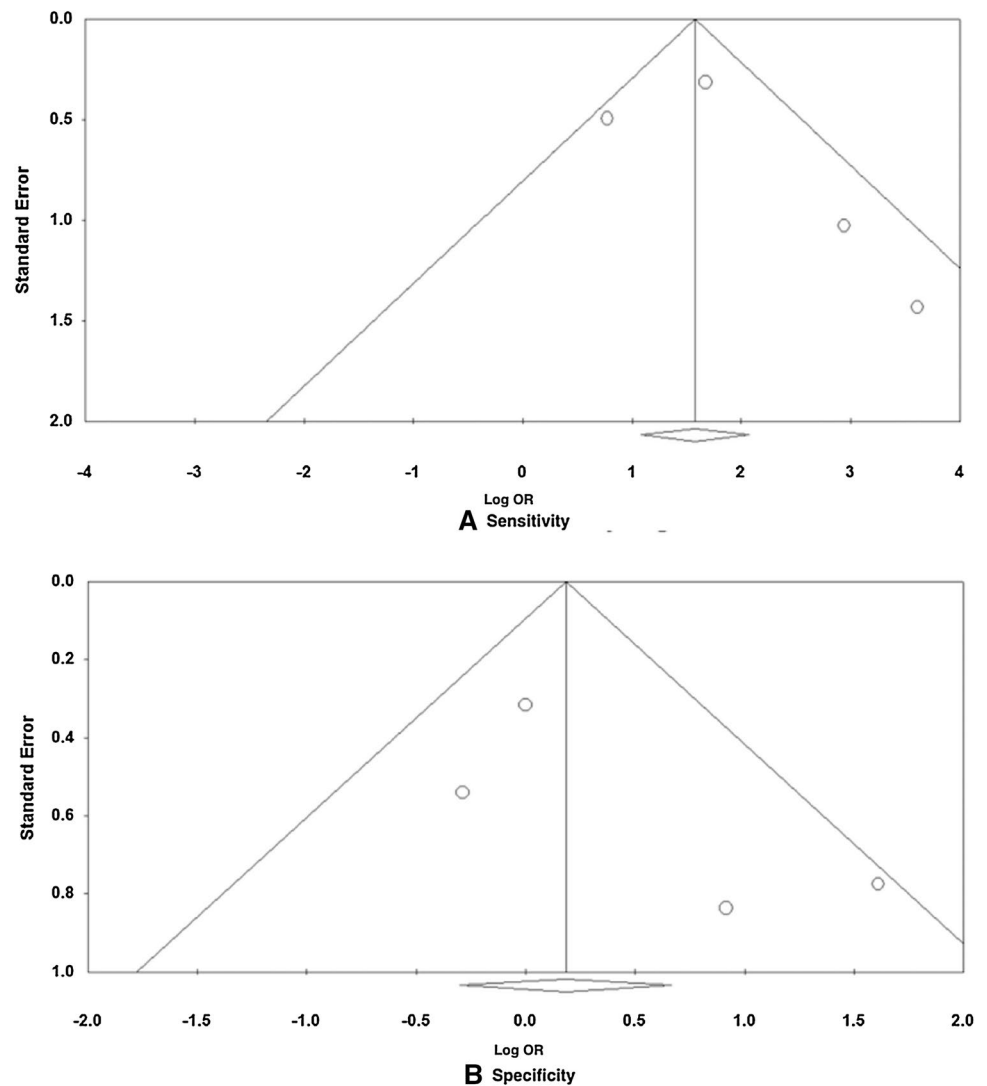 0.0
0.5
1.0
1.5
2.0
Standard Error
-4 -3 -2 -1 0 1 2 3 4
Log OR
A Sensitivity
0.0
0.2
0.4
0.6
0.8
1.0
Standard Error
-2.0 -1.5 -1.0 -0.5 0.0 0.5 1.0 1.5 2.0
Log OR
B Specificity